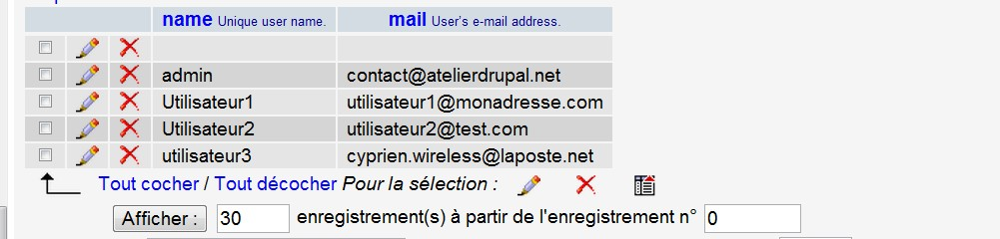 name Unique user name. mail User's e-mail address.
admin contact@atelierdrupal.net
Utilisateur1 utilisateur1@monadresse.com
Utilisateur2 utilisateur2@test.com
utilisateur3 cyprien.wireless@laposte.net
Tout cocher / Tout décocher Pour la sélection :
Afficher : 30 enregistrement(s) à partir de l'enregistrement n° 0